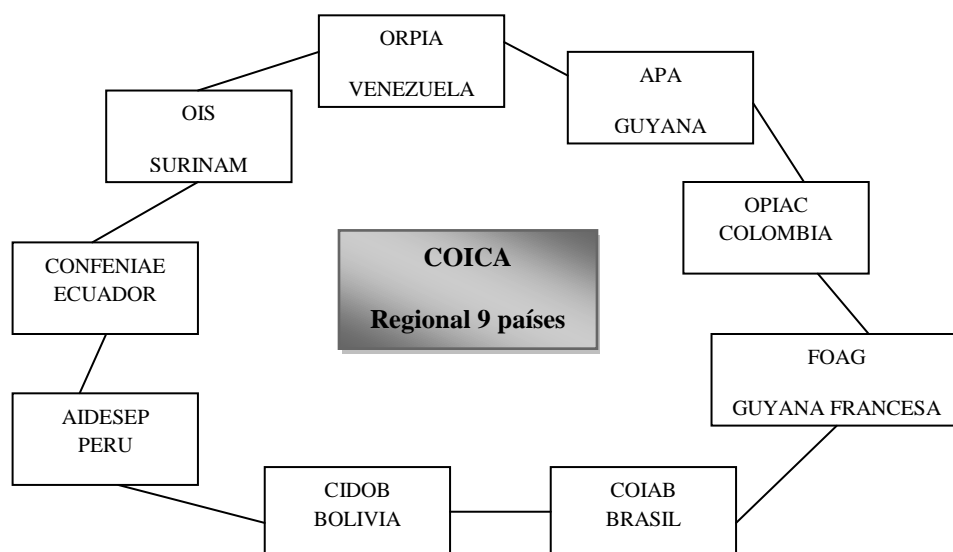 ORPIA
VENEZUELA
APA
GUYANA
OIS
SURINAM
OPIAC
COLOMBIA
COICA
Regional 9 países
CONFENIAE
ECUADOR
FOAG
GUYANA FRANCESA
AIDESEP
PERU
CIDOB
BOLIVIA
COIAB
BRASIL